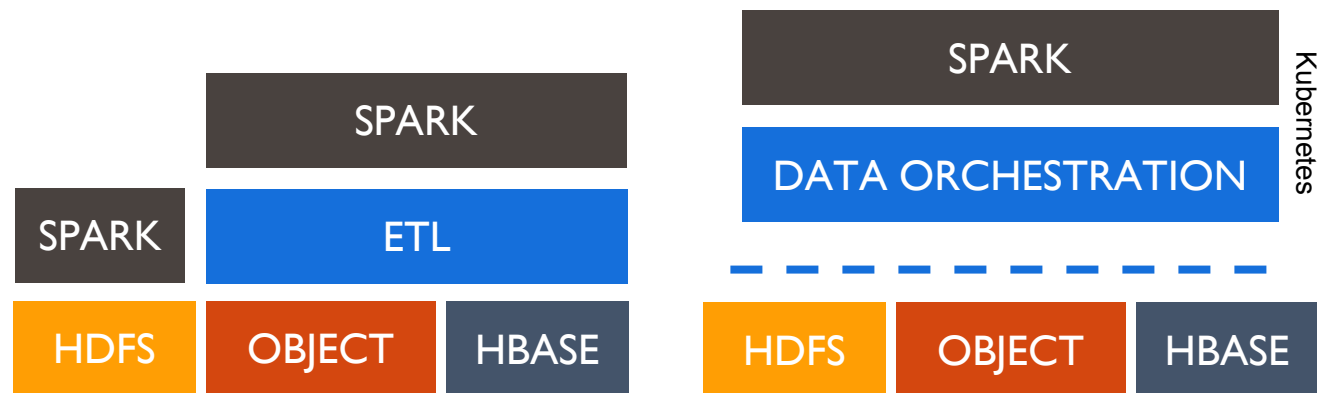 SPARK
SPARK
ETL
HDFS
OBJECT
HBASE
SPARK
DATA ORCHESTRATION
Kubernetes
HDFS
OBJECT
HBASE